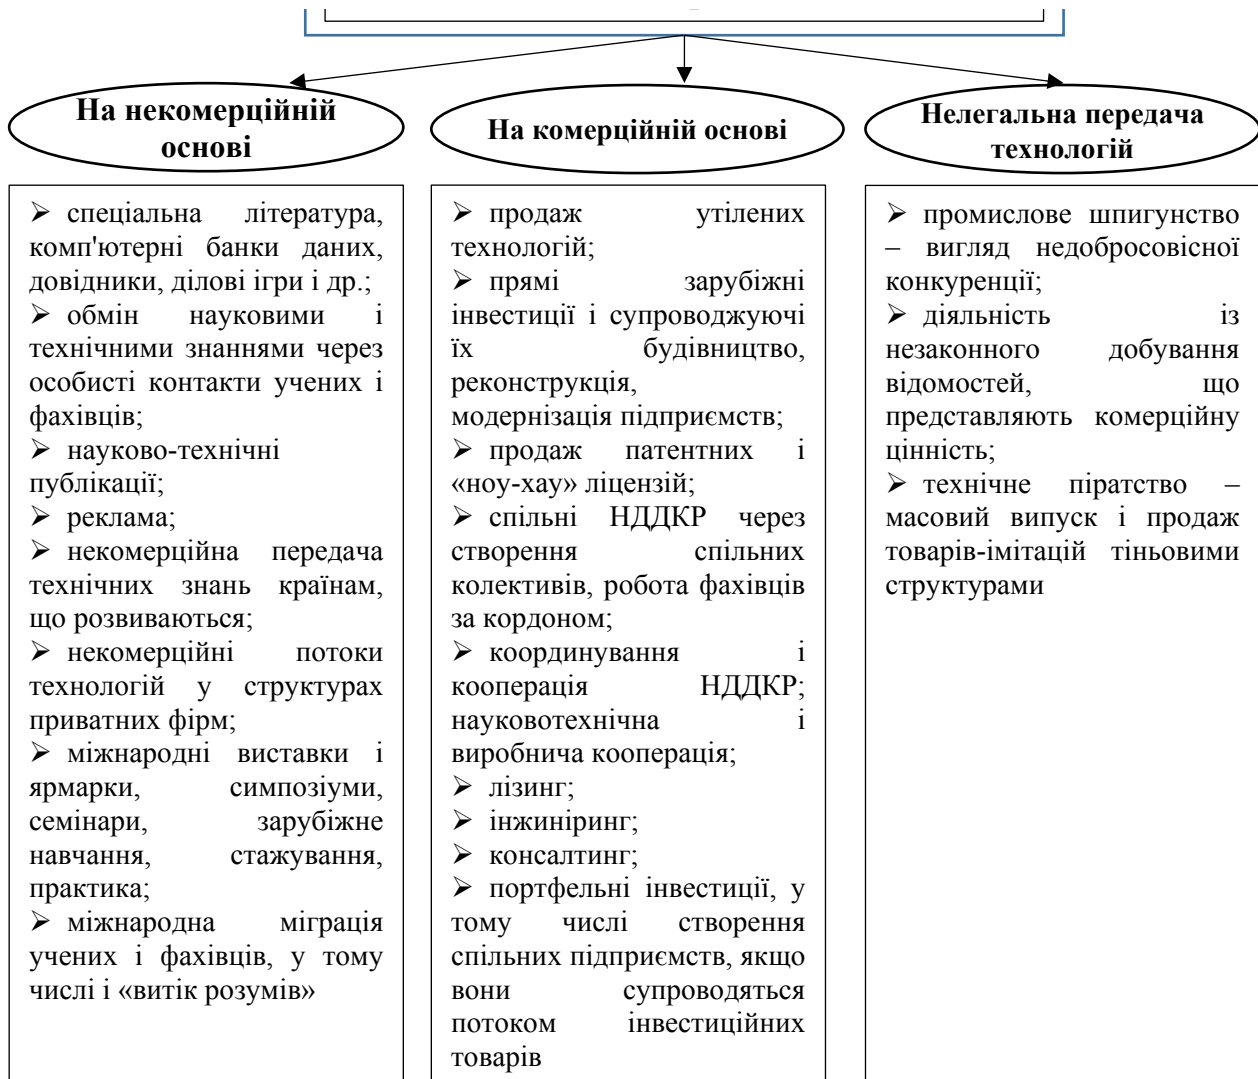 На некомерційній
основі
➢ спеціальна література,
комп'ютерні банки даних,
довідники, ділові ігри і др.;
➢ обмін науковими і
технічними знаннями через
особисті контакти учених і
фахівців;
➢ науково-технічні
публікації;
➢ реклама;
➢ некомерційна передача
технічних знань країнам,
що розвиваються;
➢ некомерційні потоки
технологій у структурах
приватних фірм;
➢ міжнародні виставки і
ярмарки, симпозіуми,
семінари, зарубіжне
навчання, стажування,
практика;
➢ міжнародна міграція
учених і фахівців, у тому
числі і «витік розумів»
На комерційній основі
➢ продаж утілених
технологій;
➢ прямі зарубіжні
інвестиції і супроводжуючі
їх будівництво,
реконструкція,
модернізація підприємств;
➢ продаж патентних і
«ноу-хау» ліцензій;
➢ спільні НДДКР через
створення спільних
колективів, робота фахівців
за кордоном;
➢ координування і
кооперація НДДКР;
науковотехнічна і
виробнича кооперація;
➢ лізинг;
➢ інжиніринг;
➢ консалтинг;
➢ портфельні інвестиції, у
тому числі створення
спільних підприємств, якщо
вони супроводяться
потоком інвестиційних
товарів
Нелегальна передача
технологій
➢ промислове шпигунство
– вигляд недобросовісної
конкуренції;
➢ діяльність із
незаконного добування
відомостей, що
представляють комерційну
цінність;
➢ технічне піратство –
масовий випуск і продаж
товарів-імітацій тіньовими
структурами